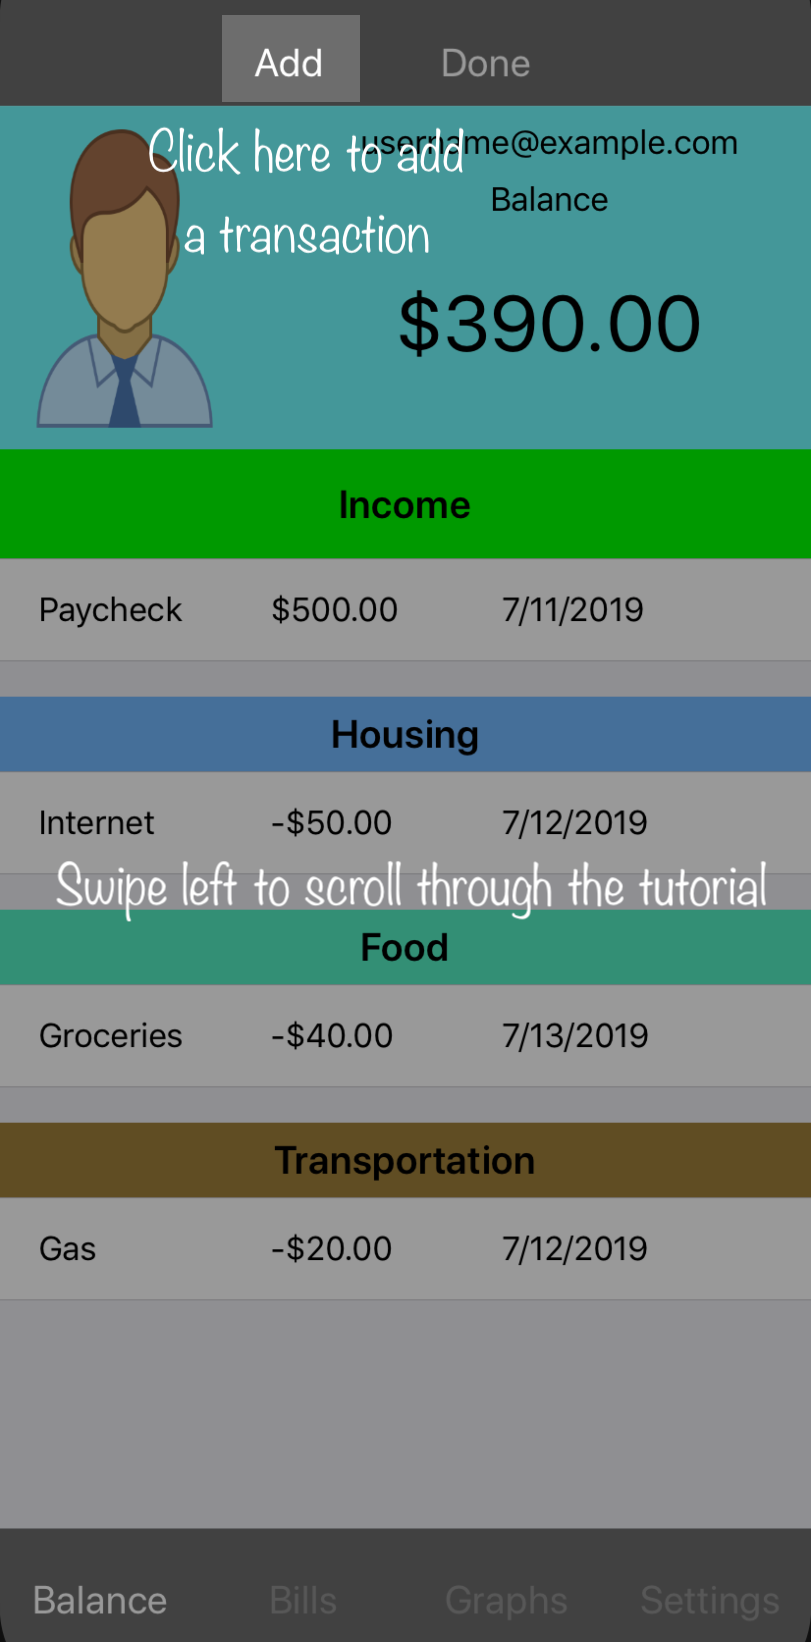 Add Done
Click here to add
a transaction
username@example.com
Balance
$390.00
Income
Paycheck $500.00 7/11/2019
Housing
Internet -$50.00 7/12/2019
Swipe left to scroll through the tutorial
Food
Groceries -$40.00 7/13/2019
Transportation
Gas -$20.00 7/12/2019
Balance Bills Graphs Settings